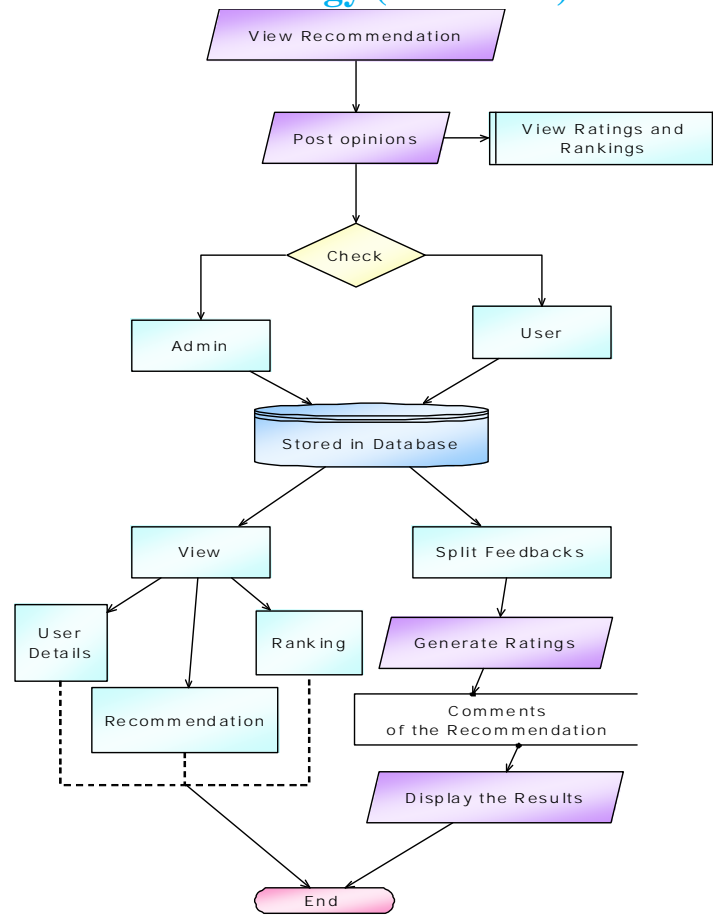 View Recommendation
Post opinions
View Ratings and
Rankings
Check
Admin
User
Stored in Database
View
Split Feedbacks
User
Details
Ranking
Generate Ratings
Recommendation
Comments
of the Recommendation
Display the Results
End